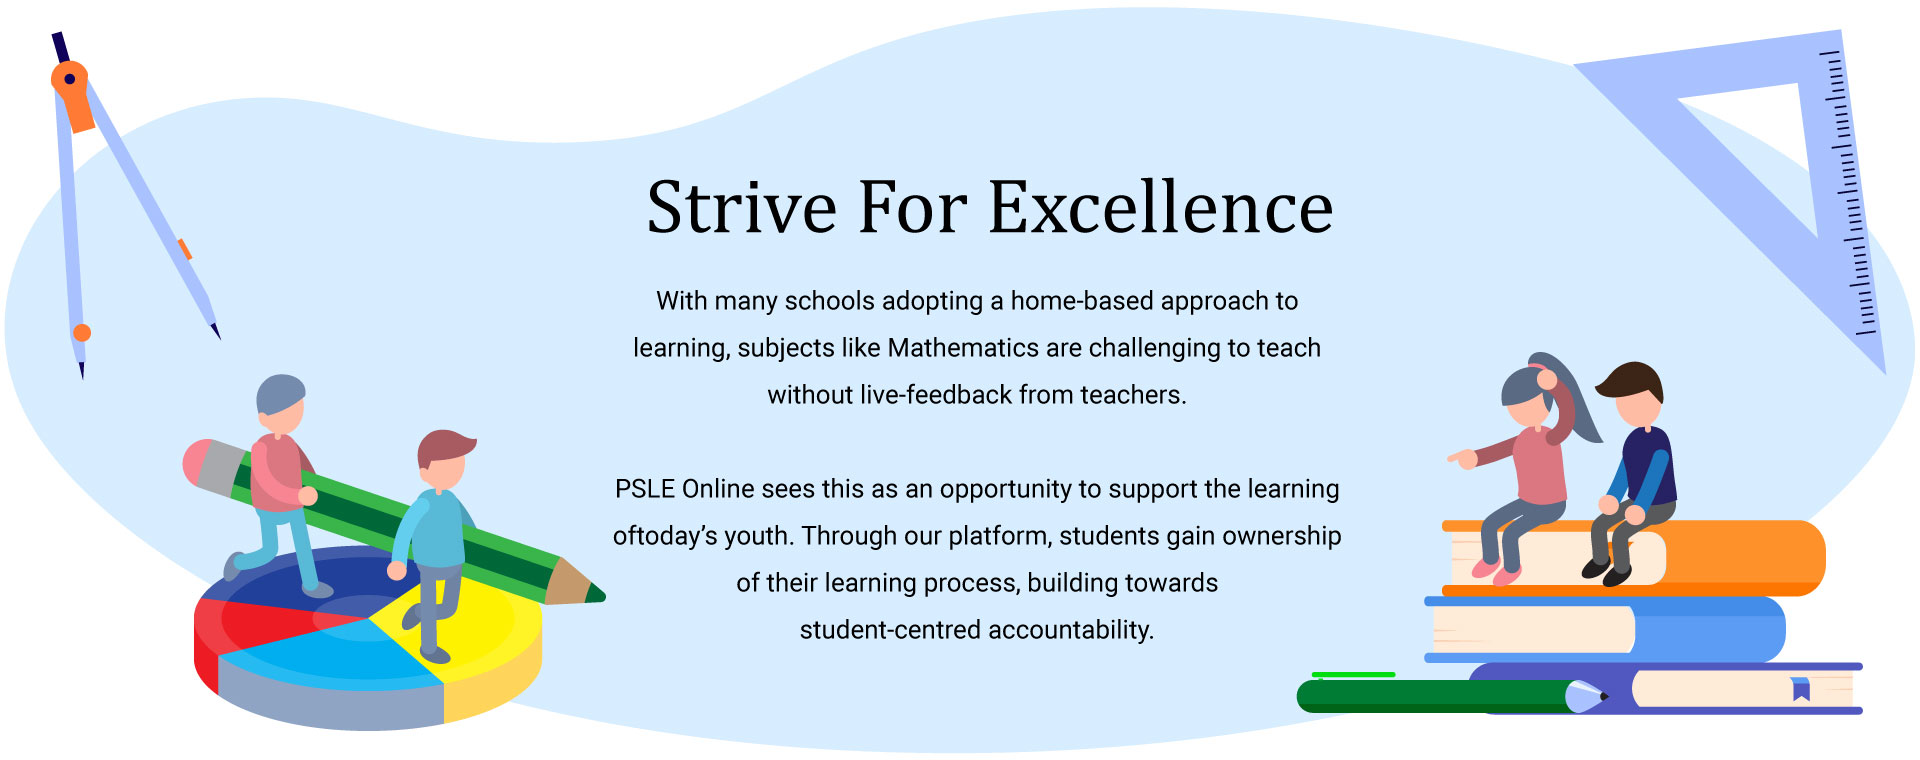 Strive For Excellence
With many schools adopting a home-based approach to
learning, subjects like Mathematics are challenging to teach
without live-feedback from teachers.
PSLE Online sees this as an opportunity to support the learning
oftoday’s youth. Through our platform, students gain ownership
of their learning process, building towards
student-centred accountability.